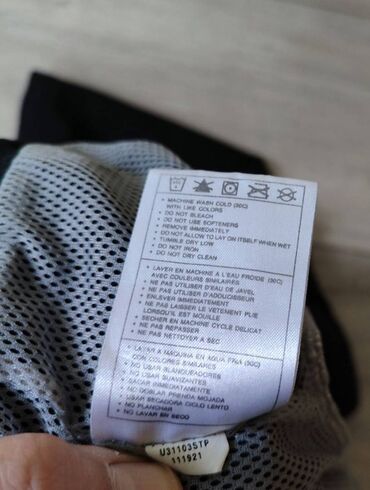 • MACHINE WASH COLD (30C)
WITH LIKE COLORS
• DO NOT BLEACH
• DO NOT USE SOFTENERS
• REMOVE IMMEDIATELY
• DO NOT ALLOW TO LAY ON ITSELF WHEN WET
• TUMBLE DRY LOW
• DO NOT IRON
• DO NOT DRY CLEAN
• LAVER EN MACHINE A L'EAU FROIDE (30C)
AVEC COULEURS SIMILAIRES
• NE PAS UTILISER D'EAU DE JAVEL
• NE PAS UTILISER D'ADOUCISSEUR
• ENLEVER IMMEDIATEMENT
• NE PAS LAISSER LE VETEMENT PLIE
LORSQU'IL EST MOUILLE
• SECHER EN MACHINE CYCLE DELICAT
• NE PAS REPASSER
• NE PAS NETTOYER A SEC
• LAVAR A MAQUINA EN AGUA FRIA (30C)
CON COLORES SIMILARES
• NO USAR BLANQUEADORES
• NO USAR SUAVIZANTES
• SACAR IMMEDIATAMENTE
• NO DOBLAR PRENDA MOJADA
• USAR SECADORA CICLO LENTO
• NO PLANCHAR
• NO LAVAR EN SECO
U31103STP
111921